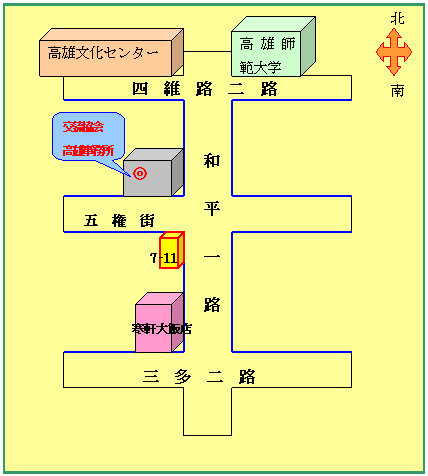 北
高雄文化センター
高雄師
範大学
南
四維路二路
交流協会
高雄事務所
和平一路
五権街
7-11
寒軒大飯店
三多二路